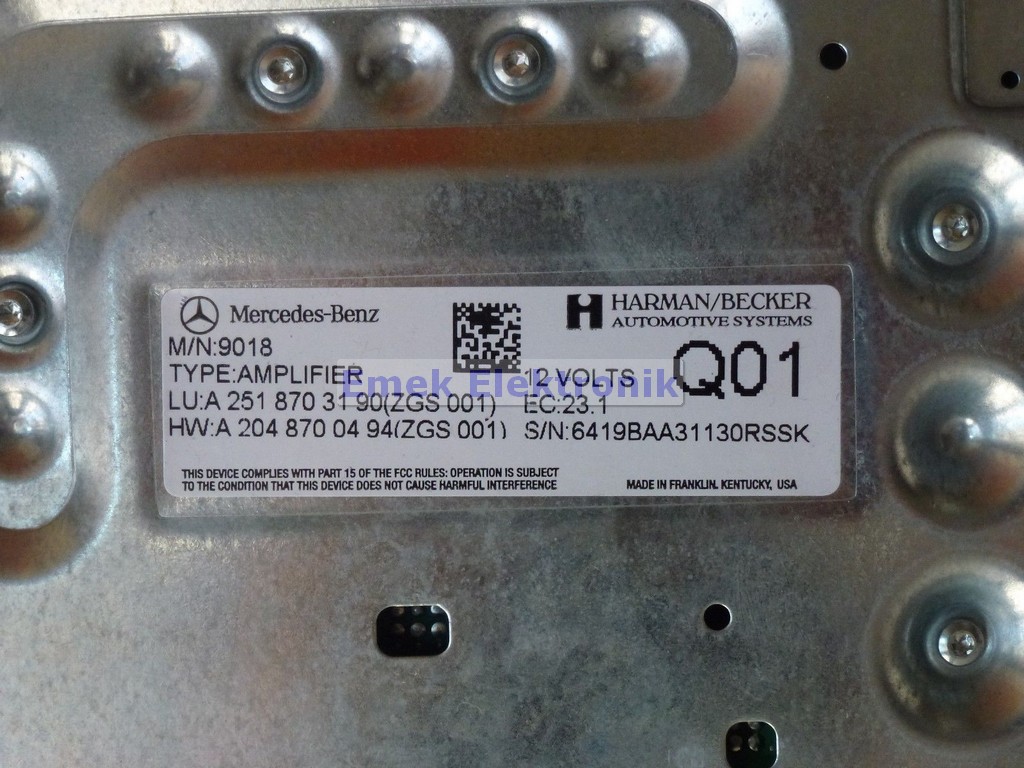 Mercedes-Benz
HARMAN/BECKER
AUTOMOTIVE SYSTEMS
M/N:9018
TYPE:AMPLIFIER
12 VOLTS
Q01
Emek Elektronik
LU:A 251 870 31 90(ZGS 001)
EC:23.1
HW:A 204 870 04 94(ZGS 001)
S/N:6419BAA31130RSSK
THIS DEVICE COMPLIES WITH PART 15 OF THE FCC RULES: OPERATION IS SUBJECT
TO THE CONDITION THAT THIS DEVICE DOES NOT CAUSE HARMFUL INTERFERENCE
MADE IN FRANKLIN. KENTUCKY, USA